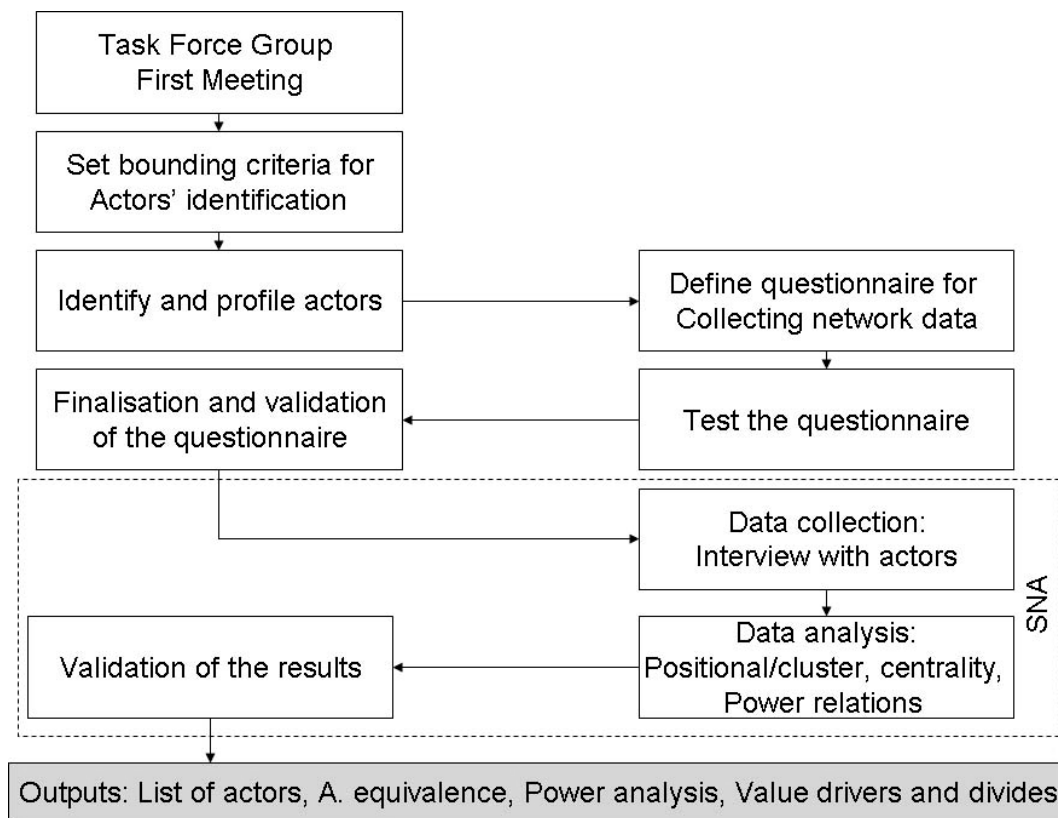 Task Force Group
First Meeting
Set bounding criteria for
Actors’ identification
Identify and profile actors
Define questionnaire for
Collecting network data
Test the questionnaire
Finalisation and validation
of the questionnaire
Data collection:
Interview with actors
SNA
Data analysis:
Positional/cluster, centrality,
Power relations
Validation of the results
Outputs: List of actors, A. equivalence, Power analysis, Value drivers and divides